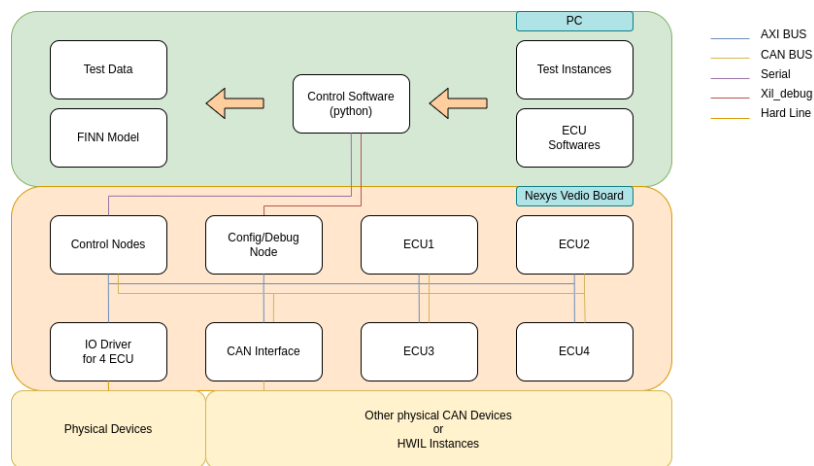 PC
Test Data
FINN Model
Control Software
(python)
Test Instances
ECU
Softwares
AXI BUS
CAN BUS
Serial
Xil_debug
Hard Line
Nexys Vedio Board
Control Nodes
Config/Debug
Node
ECU1
ECU2
IO Driver
for 4 ECU
CAN Interface
ECU3
ECU4
Physical Devices
Other physical CAN Devices
or
HWIL Instances